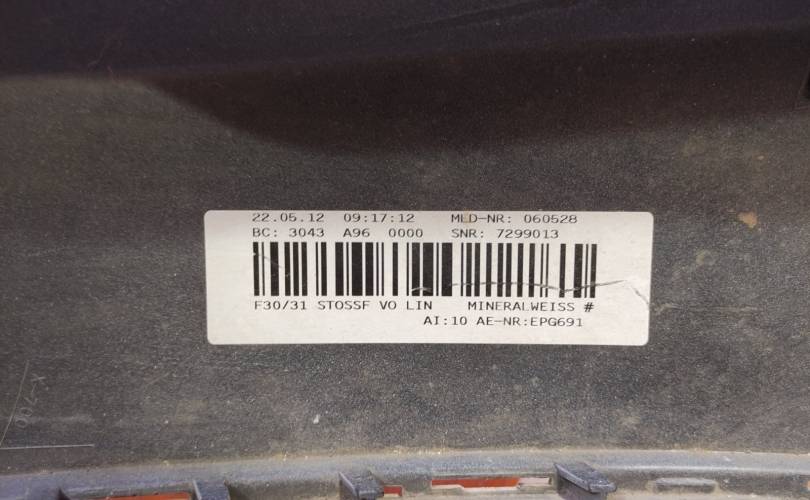 22.05.12 09:17:12 MLD-NR: 060528
BC: 3043 A96 0000 SNR: 7299013
F30/31 STOSSF VO LIN MINERALWEISS #
AI:10 AE-NR:EPG691